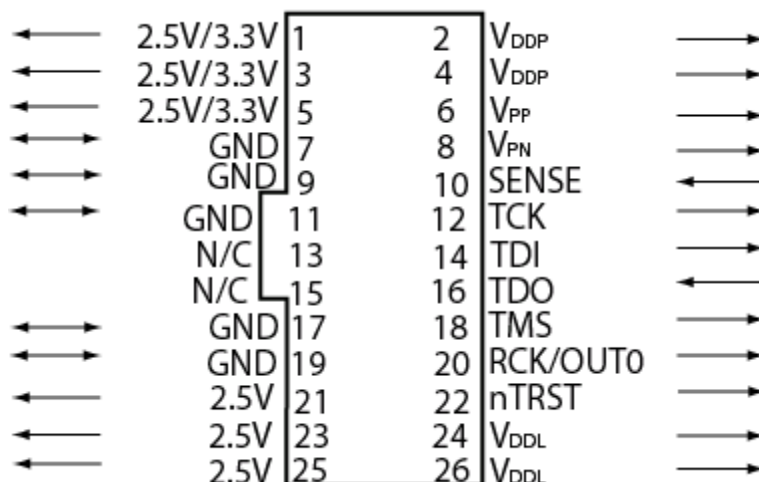 2.5V/3.3V 1 2 VDDP
2.5V/3.3V 3 4 VDDP
2.5V/3.3V 5 6 VPP
GND 7 8 VPN
GND 9 10 SENSE
GND 11 12 TCK
N/C 13 14 TDI
N/C 15 16 TDO
GND 17 18 TMS
GND 19 20 RCK/OUT0
2.5V 21 22 nTRST
2.5V 23 24 VDDL
2.5V 25 26 VDDL